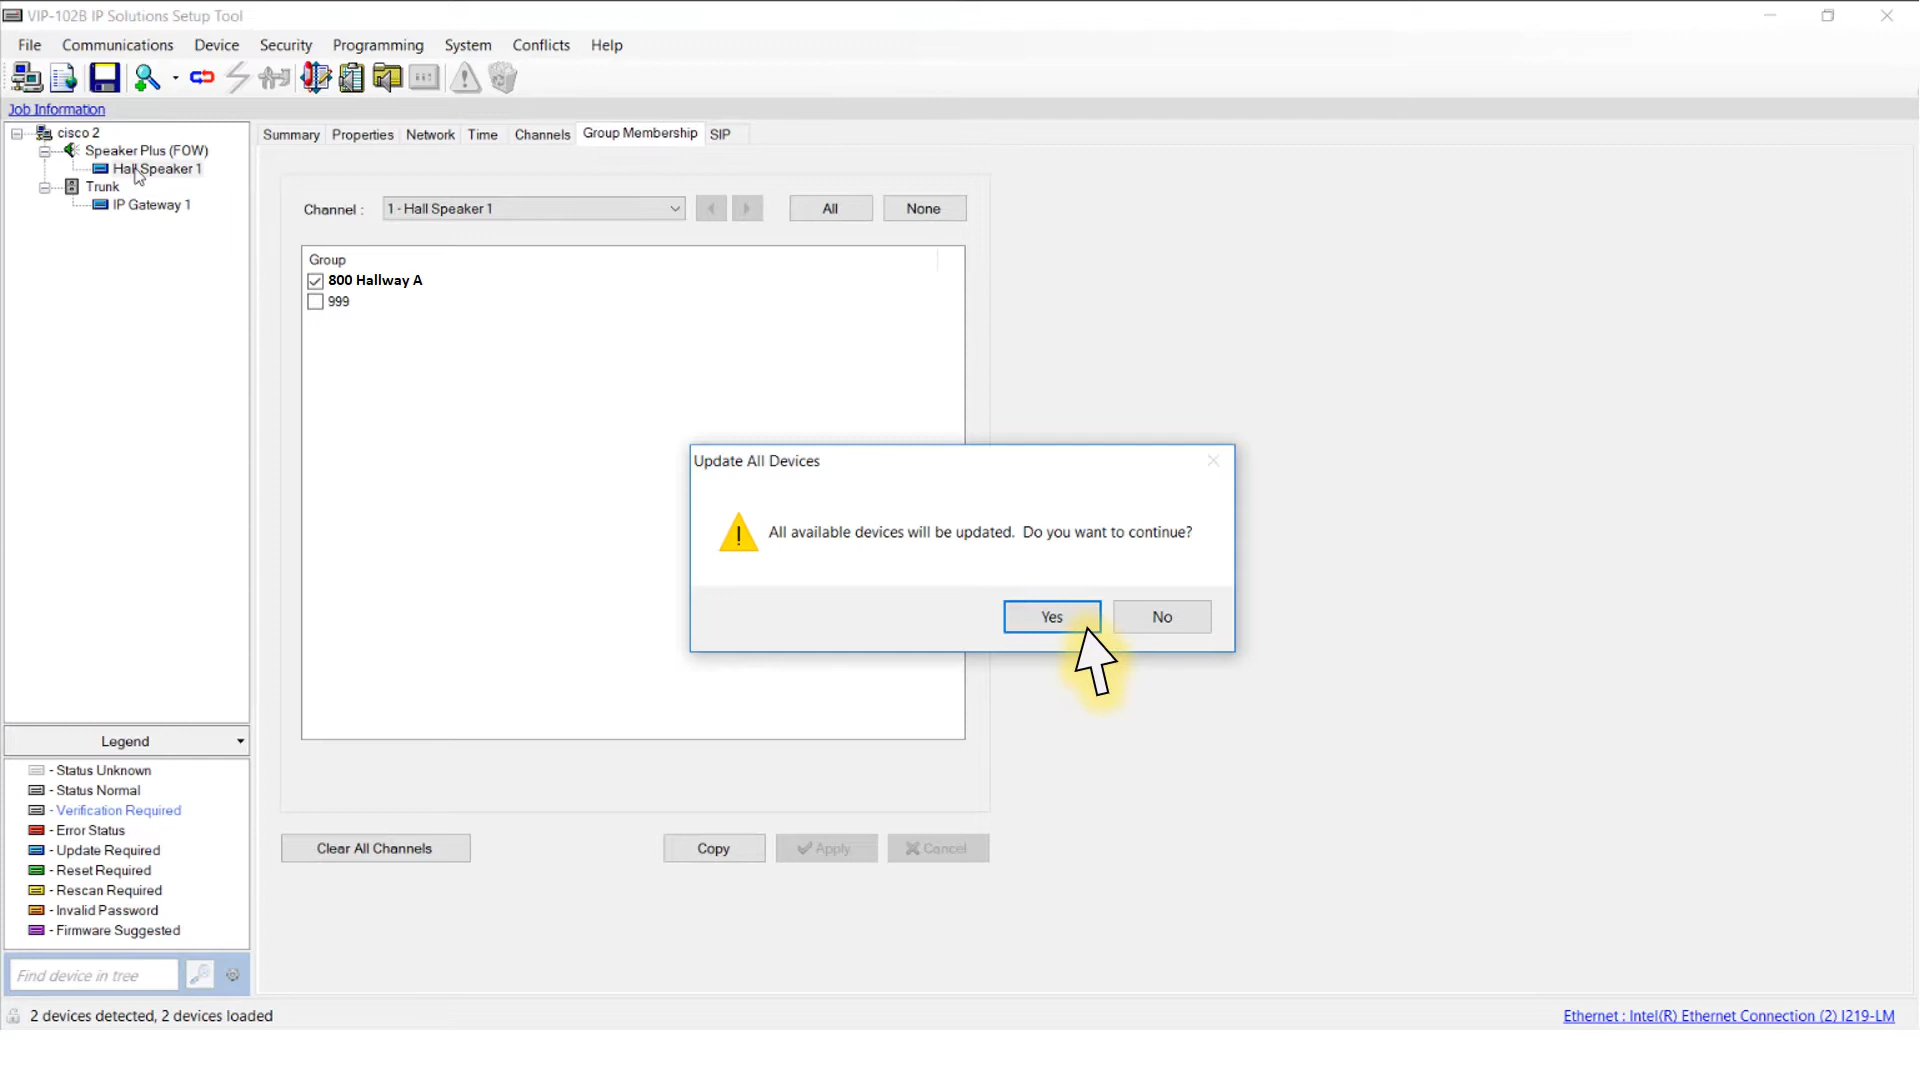 VIP-102B IP Solutions Setup Tool
File Communications Device Security Programming System Conflicts Help
Job Information
cisco 2
Speaker Plus (FOW)
Hall Speaker 1
Trunk
IP Gateway 1
Summary Properties Network Time Channels Group Membership SIP
Channel : 1 - Hall Speaker 1 All None
Group
800 Hallway A
999
Update All Devices
All available devices will be updated. Do you want to continue?
Yes No
Legend
- Status Unknown
- Status Normal
- Verification Required
- Error Status
- Update Required
- Reset Required
- Rescan Required
- Invalid Password
- Firmware Suggested
Clear All Channels Copy Apply Cancel
Find device in tree
2 devices detected, 2 devices loaded
Ethernet : Intel(R) Ethernet Connection (2) I219-LM